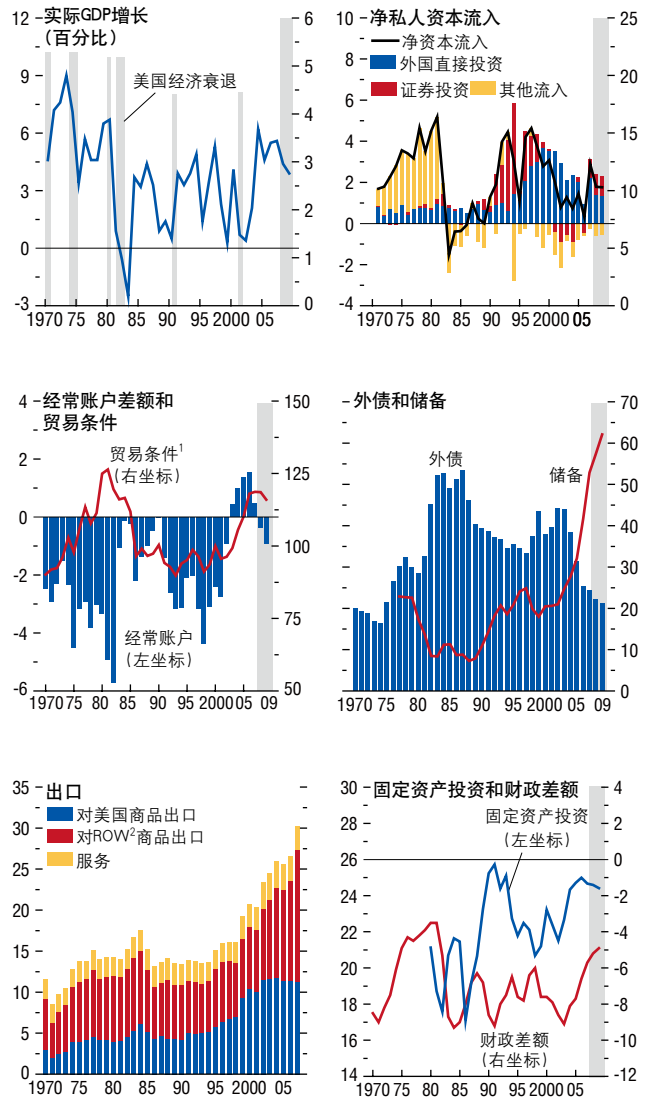 实际GDP增长
(百分比)
美国经济衰退
12
9
6
3
0
-3
6
5
4
3
2
1
0
1970 75 80 85 90 95 2000 05
净私人资本流入
净资本流入
外国直接投资
证券投资 其他流入
10
8
6
4
2
0
-2
-4
25
20
15
10
5
0
1970 75 80 85 90 95 2000 05
经常账户差额和
贸易条件
贸易条件1
(右坐标)
经常账户
(左坐标)
4
2
0
-2
-4
-6
150
125
100
75
50
1970 75 80 85 90 95 2000 05 09
外债和储备
外债
储备
70
60
50
40
30
20
10
0
1970 75 80 85 90 95 2000 05 09
出口
对美国商品出口
对ROW2商品出口
服务
35
30
25
20
15
10
5
0
1970 75 80 85 90 95 2000 05
固定资产投资和财政差额
固定资产投资
(左坐标)
财政差额
(右坐标)
30
28
26
24
22
20
18
16
14
4
2
0
-2
-4
-6
-8
-10
-12
1970 75 80 85 90 95 2000 05